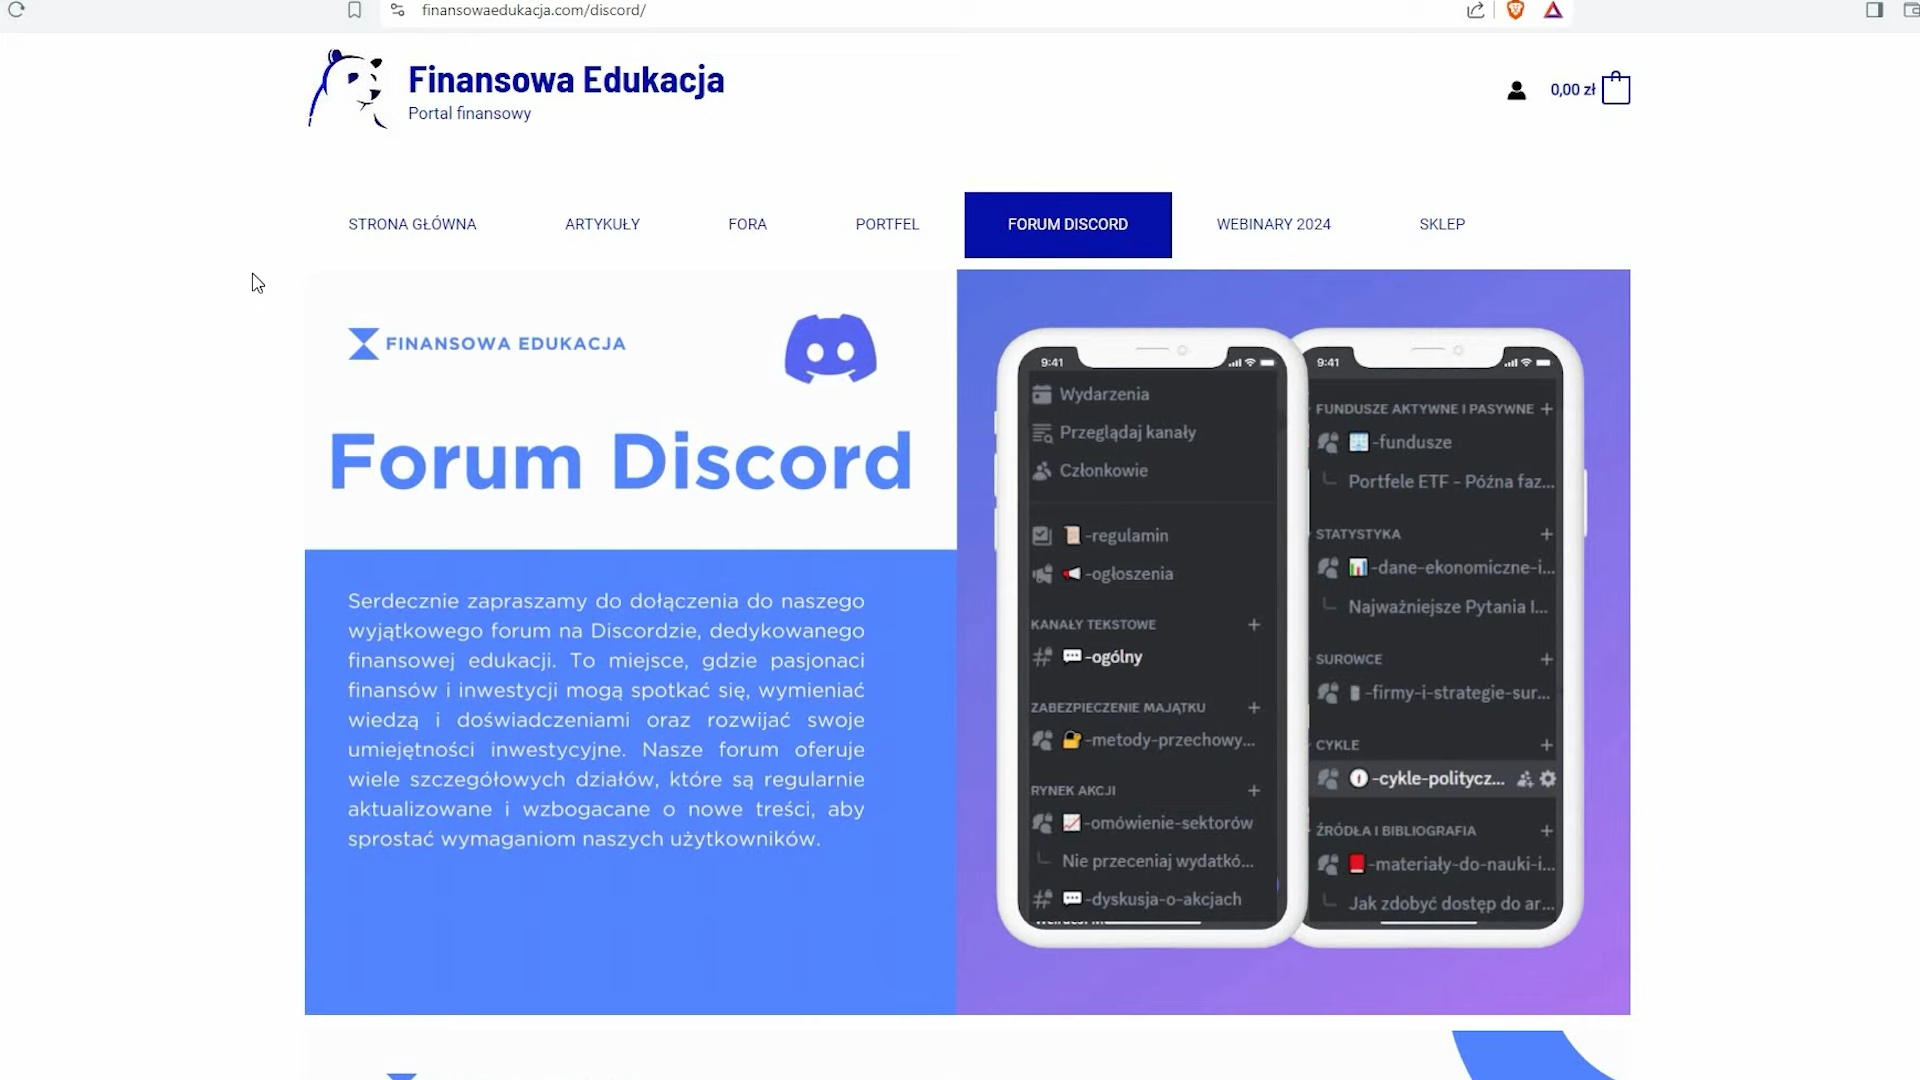 finansowaedukacja.com/discord/
Finansowa Edukacja
Portal finansowy
0,00 zł
STRONA GŁÓWNA
ARTYKUŁY
FORA
PORTFEL
FORUM DISCORD
WEBINARY 2024
SKLEP
FINANSOWA EDUKACJA
Forum Discord
Serdecznie zapraszamy do dołączenia do naszego
wyjątkowego forum na Discordzie, dedykowanego
finansowej edukacji. To miejsce, gdzie pasjonaci
finansów i inwestycji mogą spotkać się, wymieniać
wiedzą i doświadczeniami oraz rozwijać swoje
umiejętności inwestycyjne. Nasze forum oferuje
wiele szczegółowych działów, które są regularnie
aktualizowane i wzbogacane o nowe treści, aby
sprostać wymaganiom naszych użytkowników.
9:41
Wydarzenia
Przeglądaj kanały
Członkowie
-regulamin
-ogłoszenia
KANAŁY TEKSTOWE
-ogólny
ZABEZPIECZENIE MAJĄTKU
-metody-przechowy...
RYNEK AKCJI
-omówienie-sektorów
Nie przeceniaj wydatkó...
-dyskusja-o-akcjach
9:41
FUNDUSZE AKTYWNE I PASYWNE
-fundusze
Portfele ETF - Późna faz...
STATYSTYKA
-dane-ekonomiczne-i...
Najważniejsze Pytania I...
SUROWCE
-firmy-i-strategie-sur...
CYKLE
-cykle-politycz...
ŹRÓDŁA I BIBLIOGRAFIA
-materiały-do-nauki-i...
Jak zdobyć dostęp do ar...